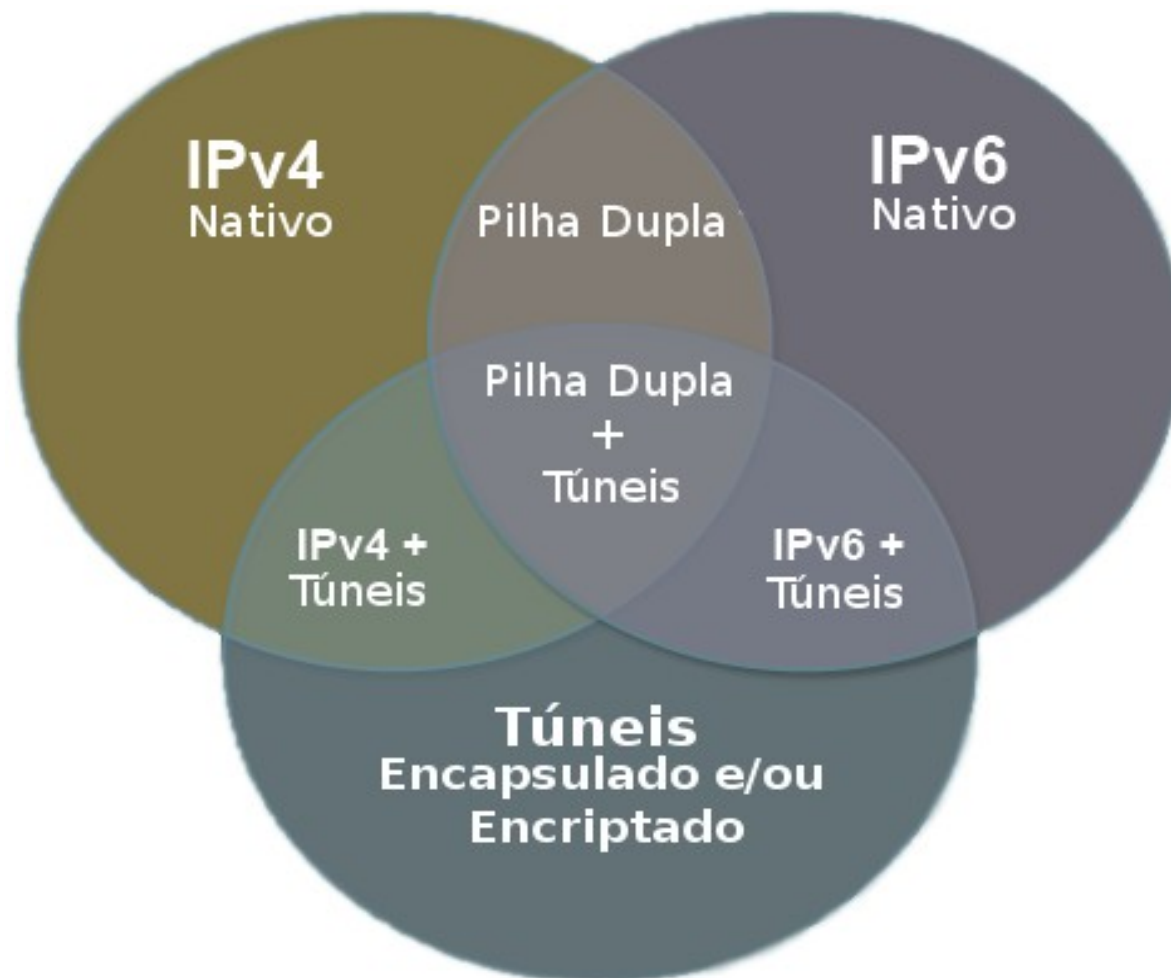 IPv4
Nativo
IPv6
Nativo
Pilha Dupla
Pilha Dupla
+
Túneis
IPv4 +
Túneis
IPv6 +
Túneis
Túneis
Encapsulado e/ou
Encriptado